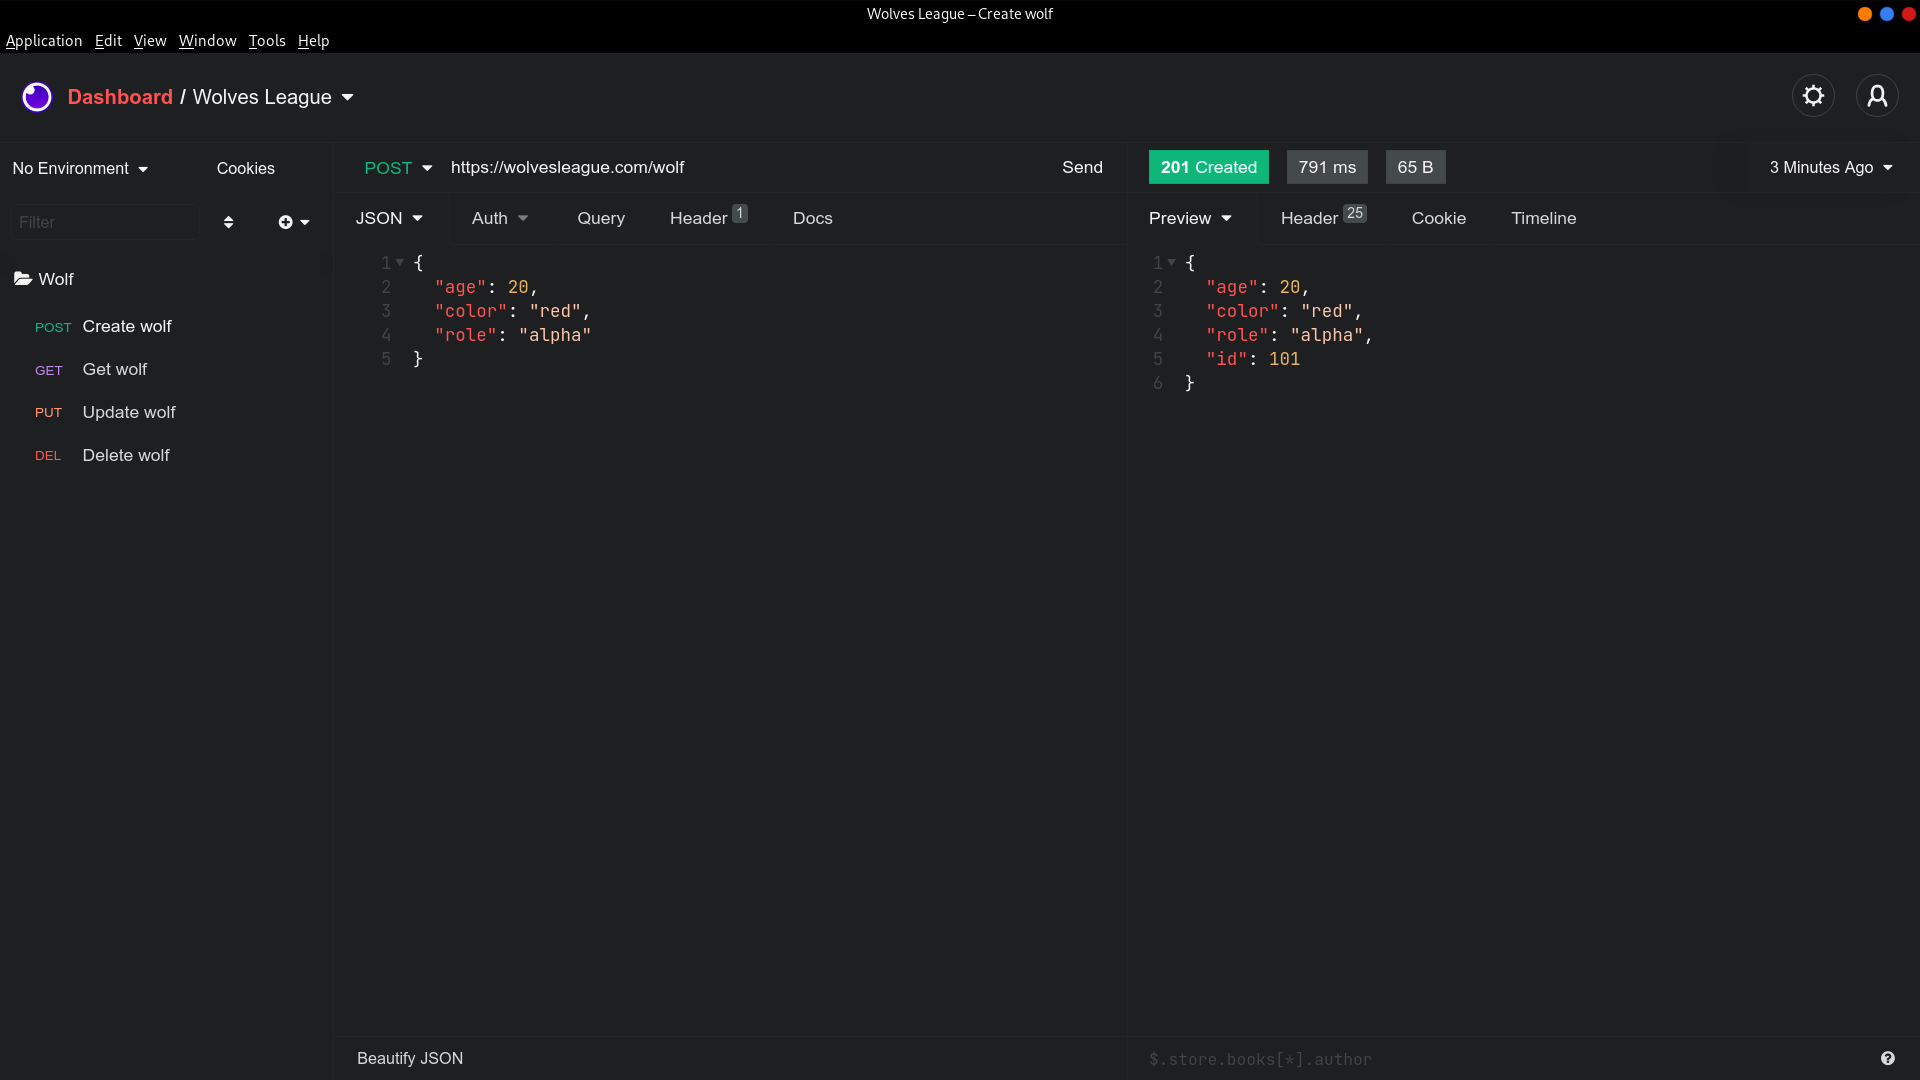 Wolves League – Create wolf
Application Edit View Window Tools Help
Dashboard / Wolves League
No Environment Cookies
POST https://wolvesleague.com/wolf Send
201 Created 791 ms 65 B 3 Minutes Ago
Filter
JSON Auth Query Header 1 Docs
Preview Header 25 Cookie Timeline
Wolf
POST Create wolf
GET Get wolf
PUT Update wolf
DEL Delete wolf
1 {
2 "age": 20,
3 "color": "red",
4 "role": "alpha"
5 }
1 {
2 "age": 20,
3 "color": "red",
4 "role": "alpha",
5 "id": 101
6 }
Beautify JSON
$.store.books[*].author